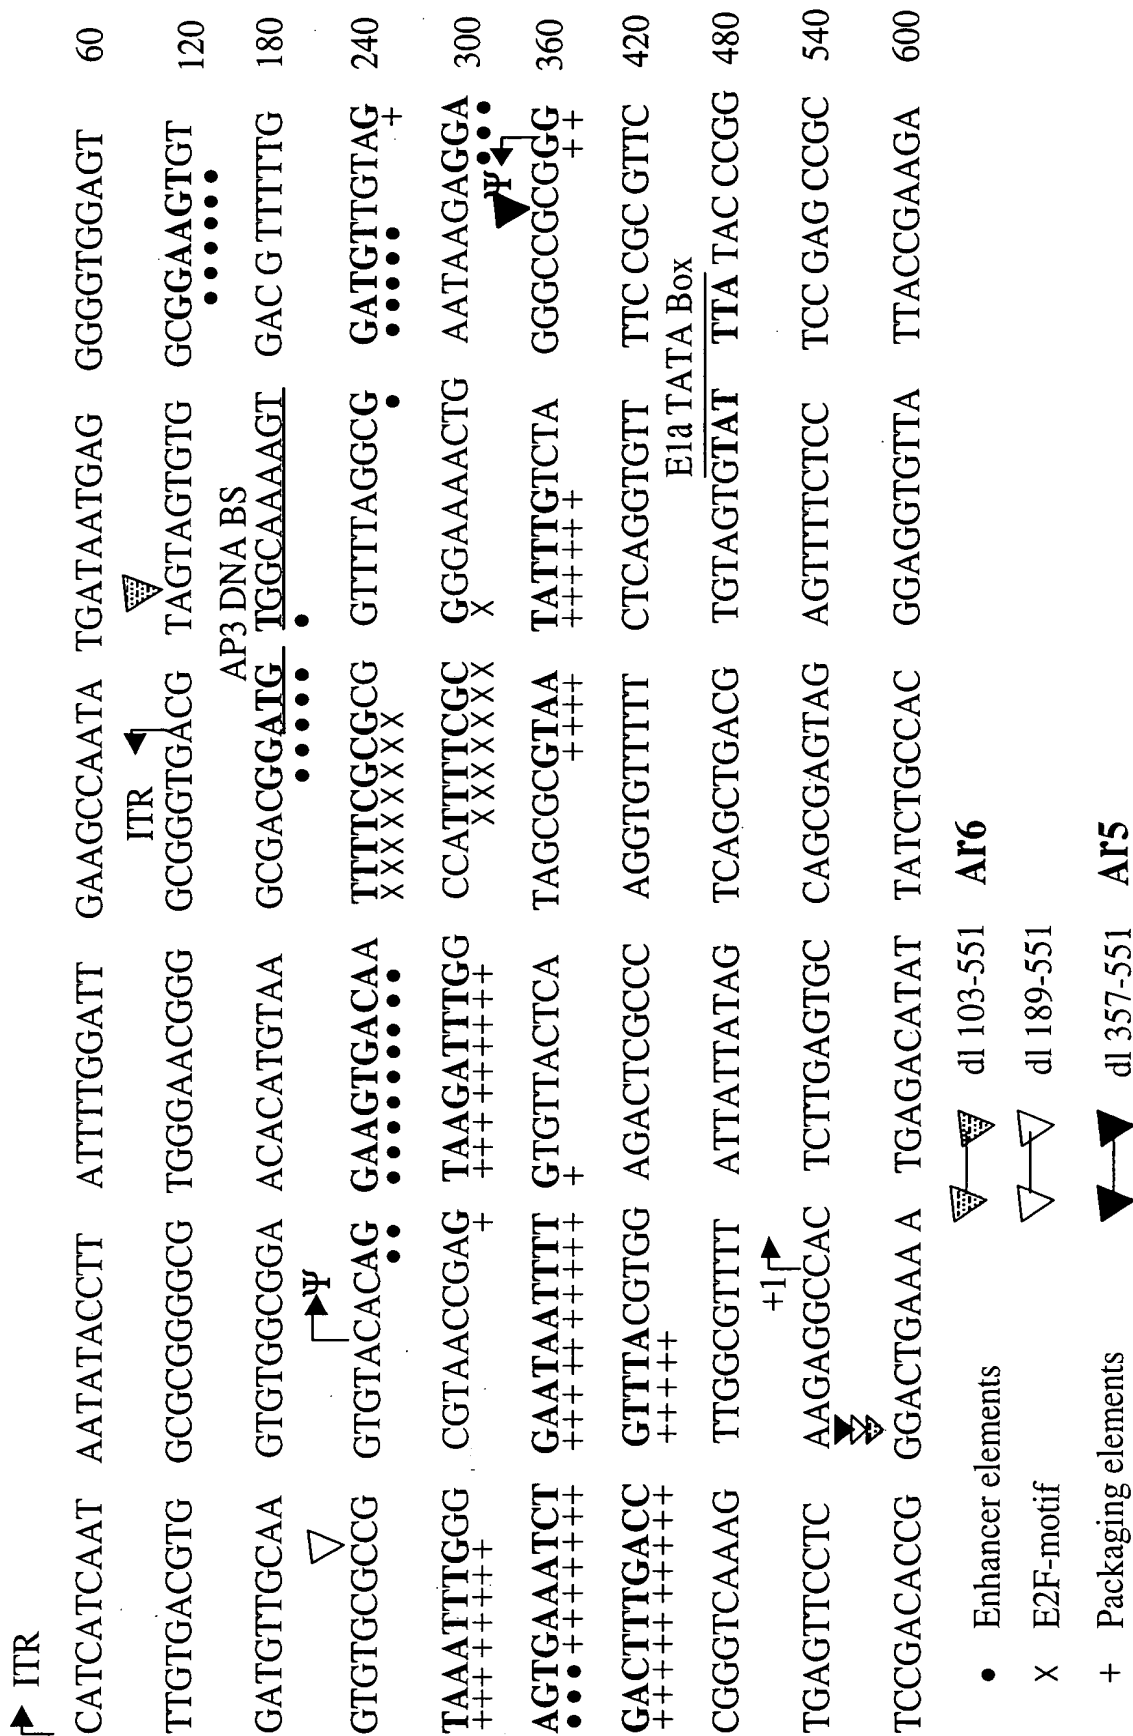 ITR
CATCATCAAT AATATACCTT ATTTTGGATT GAAGCCAATA TGATAATGAG GGGGTGGAGT 60
ITR
TTGTGACGTG GCGCGGGGCG TGGGAACGGG GCGGGTGACG TAGTAGTGTG GCGGAAGTGT 120
AP3 DNA BS
GATGTTGCAA GTGTGGCGGA ACACATGTAA GCGACGGATG TGGCAAAAGT GAC G TTTTTG 180
Ψ
GTGTGCGCCG GTGTACACAG GAAGTGACAA TTTTCGCGCG GTTTTAGGCG GATGTTGTAG 240
TAAATTTGGG CGTAACCGAG TAAGATTTGG CCATTTTCGC GGGAAAACTG AATAAGAGGA 300
Ψ
AGTGAAATCT GAATAATTTT GTGTTACTCA TAGCGCGTAA TATTTGTCTA GGGCCGCGGG 360
GACTTTGACC GTTTACGTGG AGACTCGCCC AGGTGTTTTT CTCAGGTGTT TTC CGC GTTC 420
E1a TATA Box
CGGGTCAAAG TTGGCGTTTT ATTATTATAG TCAGCTGACG TGTAGTGTAT TTA TAC CCGG 480
+1
TGAGTTCCTC AAGAGGCCAC TCTTGAGTGC CAGCGAGTAG AGTTTTCTCC TCC GAG CCGC 540
TCCGACACCG GGACTGAAA A TGAGACATAT TATCTGCCAC GGAGGTGTTA TTACCGAAGA 600
• Enhancer elements dl 103-551 Ar6
X E2F-motif dl 189-551
+ Packaging elements dl 357-551 Ar5